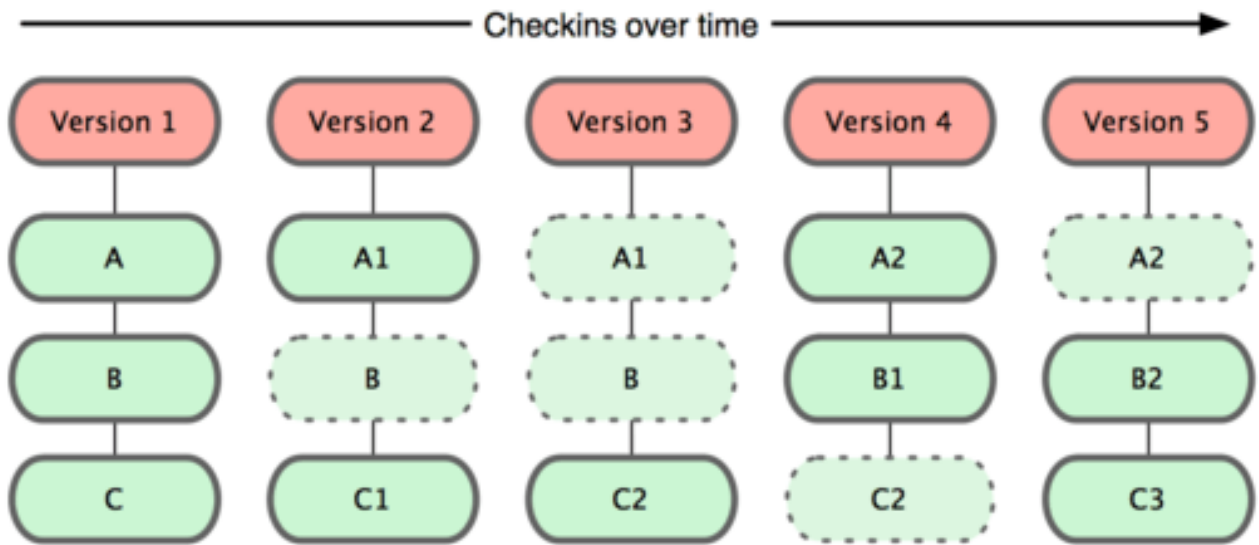 Checkins over time
Version 1 Version 2 Version 3 Version 4 Version 5
A A1 A1 A2 A2
B B B B1 B2
C C1 C2 C2 C3